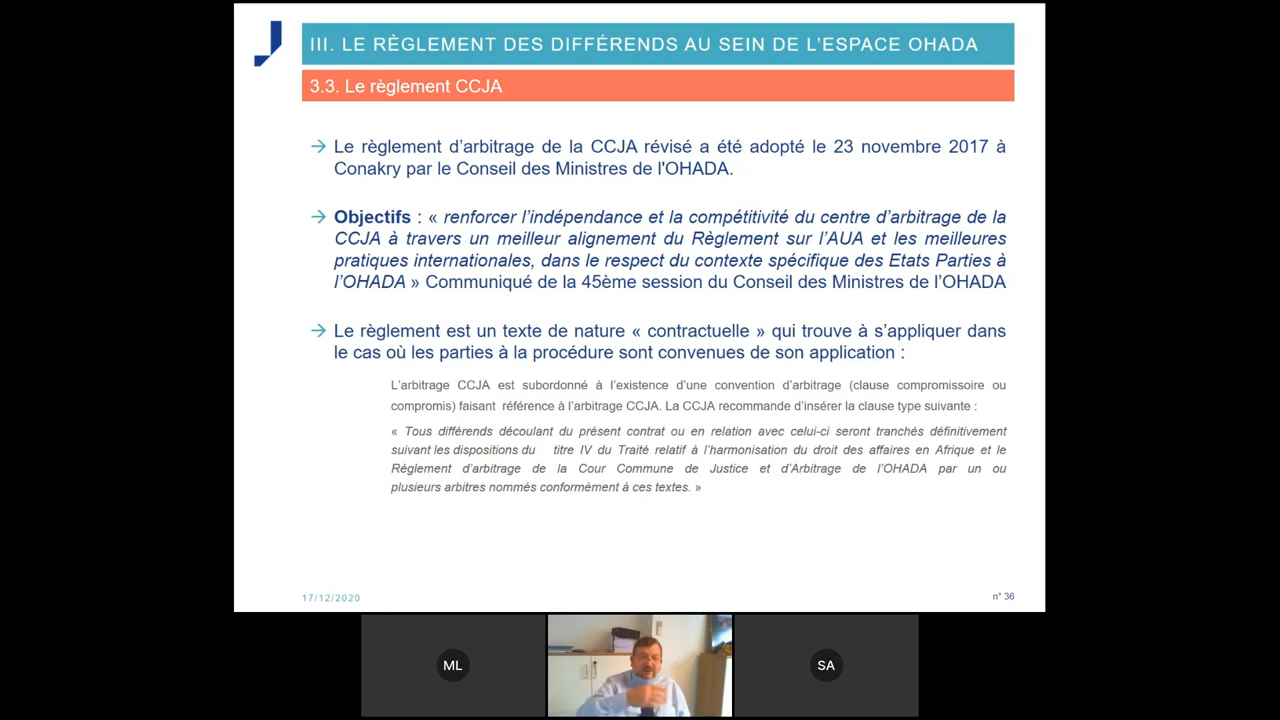 III. LE RÈGLEMENT DES DIFFÉRENDS AU SEIN DE L'ESPACE OHADA
3.3. Le règlement CCJA
→ Le règlement d'arbitrage de la CCJA révisé a été adopté le 23 novembre 2017 à
Conakry par le Conseil des Ministres de l'OHADA.
→ Objectifs : « renforcer l'indépendance et la compétitivité du centre d'arbitrage de la
CCJA à travers un meilleur alignement du Règlement sur l'AUA et les meilleures
pratiques internationales, dans le respect du contexte spécifique des Etats Parties à
l'OHADA » Communiqué de la 45ème session du Conseil des Ministres de l'OHADA
→ Le règlement est un texte de nature « contractuelle » qui trouve à s'appliquer dans
le cas où les parties à la procédure sont convenues de son application :
L'arbitrage CCJA est subordonné à l'existence d'une convention d'arbitrage (clause compromissoire ou
compromis) faisant référence à l'arbitrage CCJA. La CCJA recommande d'insérer la clause type suivante :
« Tous différends découlant du présent contrat ou en relation avec celui-ci seront tranchés définitivement
suivant les dispositions du titre IV du Traité relatif à l'harmonisation du droit des affaires en Afrique et le
Règlement d'arbitrage de la Cour Commune de Justice et d'Arbitrage de l'OHADA par un ou
plusieurs arbitres nommés conformément à ces textes. »
17/12/2020
n° 36
ML
SA